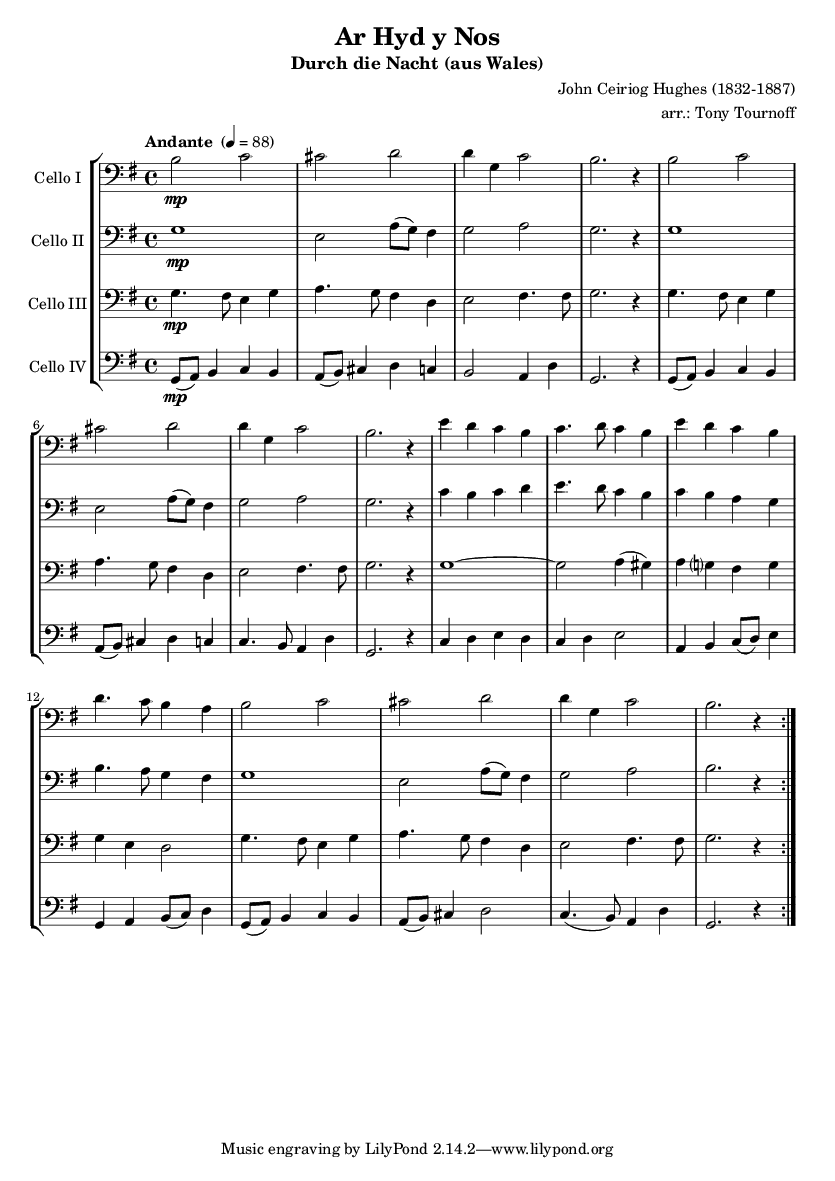 Ar Hyd y Nos
Durch die Nacht (aus Wales)
John Ceiriog Hughes (1832-1887)
arr.: Tony Tournoff
Andante (♩ = 88)
Cello I
mp
Cello II
mp
Cello III
mp
Cello IV
mp
6
12
Music engraving by LilyPond 2.14.2—www.lilypond.org